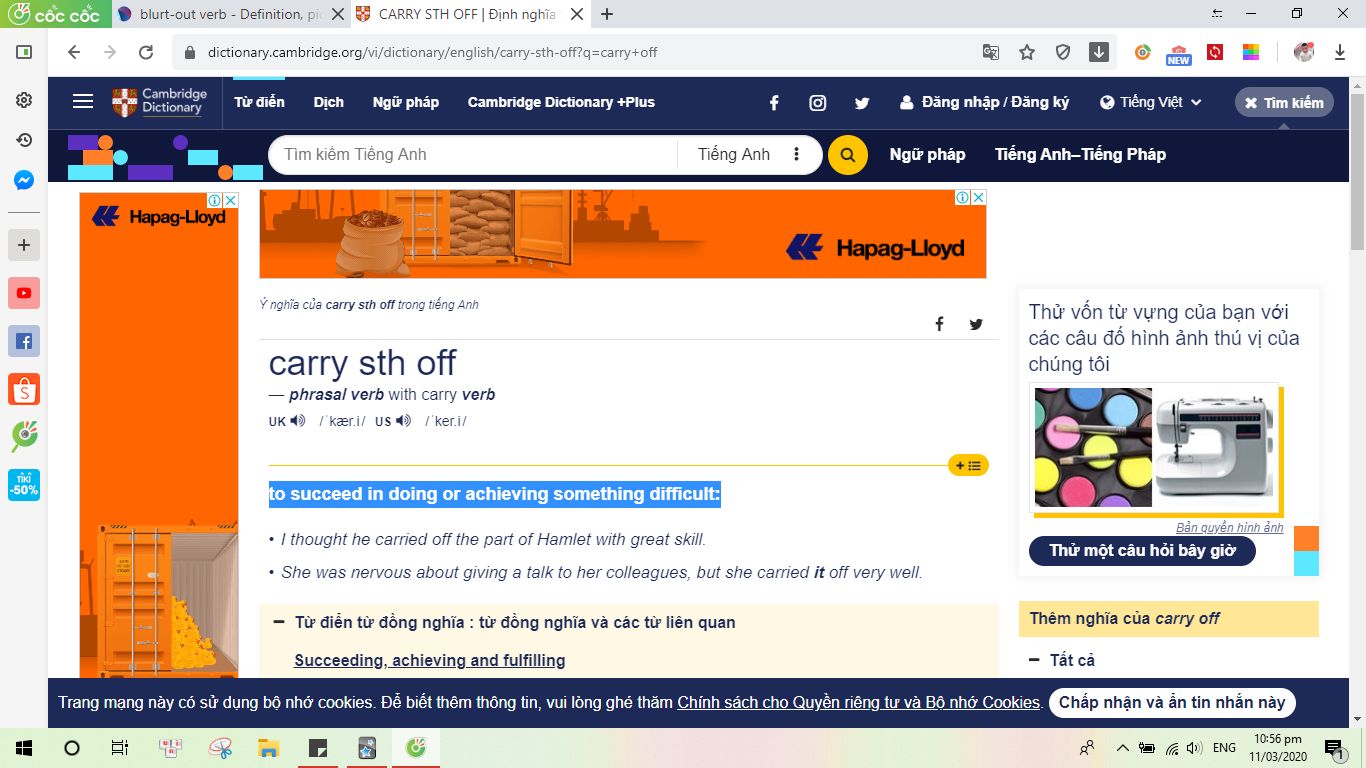 cốc cốc
blurt-out verb - Definition, pic
CARRY STH OFF | Định nghĩa
dictionary.cambridge.org/vi/dictionary/english/carry-sth-off?q=carry+off
NEW
Cambridge
Dictionary
Từ điển
Dịch
Ngữ pháp
Cambridge Dictionary +Plus
Đăng nhập / Đăng ký
Tiếng Việt
Tìm kiếm
Tìm kiếm Tiếng Anh
Tiếng Anh
Ngữ pháp
Tiếng Anh–Tiếng Pháp
Hapag-Lloyd
Hapag-Lloyd
Ý nghĩa của carry sth off trong tiếng Anh
carry sth off
— phrasal verb with carry verb
UK /ˈkær.i/ US /ˈker.i/
to succeed in doing or achieving something difficult:
• I thought he carried off the part of Hamlet with great skill.
• She was nervous about giving a talk to her colleagues, but she carried it off very well.
Từ điển từ đồng nghĩa : từ đồng nghĩa và các từ liên quan
Succeeding, achieving and fulfilling
Thử vốn từ vựng của bạn với
các câu đố hình ảnh thú vị của
chúng tôi
Bản quyền hình ảnh
Thử một câu hỏi bây giờ
Thêm nghĩa của carry off
Tất cả
TIKI
-50%
Trang mạng này có sử dụng bộ nhớ cookies. Để biết thêm thông tin, vui lòng ghé thăm Chính sách cho Quyền riêng tư và Bộ nhớ Cookies.
Chấp nhận và ẩn tin nhắn này
ENG
10:56 pm
11/03/2020
1